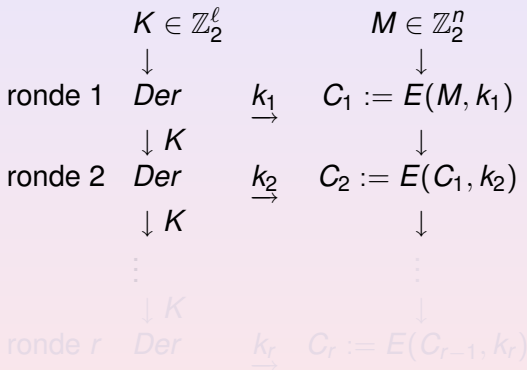 K ∈ ℤ₂^ℓ M ∈ ℤ₂ⁿ
↓ ↓
ronde 1 Der k₁→ C₁ := E(M, k₁)
↓ K ↓
ronde 2 Der k₂→ C₂ := E(C₁, k₂)
↓ K ↓
⋮ ⋮
↓ K ↓
ronde r Der k_r→ C_r := E(C_{r−1}, k_r)